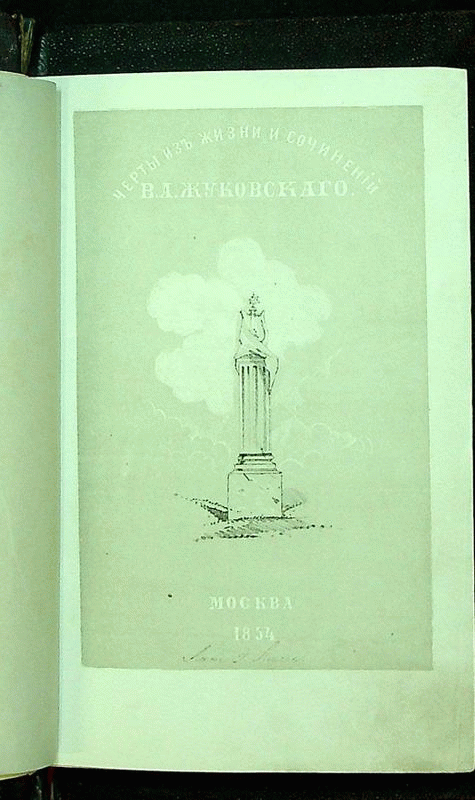 ЧЕРТЫ ИЗЪ ЖИЗНИ И СОЧИНЕНІЙ
В.А.ЖУКОВСКАГО.
МОСКВА
1854